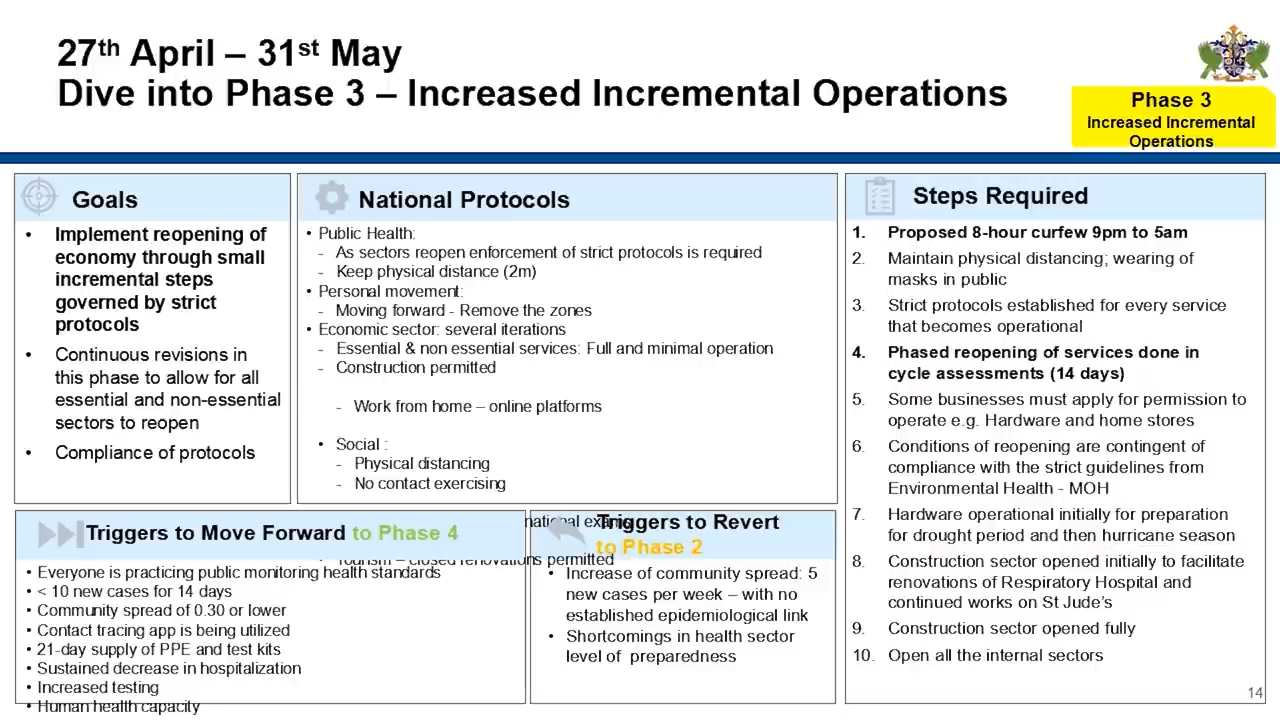 27th April – 31st May
Dive into Phase 3 – Increased Incremental Operations
Phase 3
Increased Incremental
Operations
Goals
• Implement reopening of
economy through small
incremental steps
governed by strict
protocols
• Continuous revisions in
this phase to allow for all
essential and non-essential
sectors to reopen
• Compliance of protocols
National Protocols
• Public Health:
- As sectors reopen enforcement of strict protocols is required
- Keep physical distance (2m)
• Personal movement:
- Moving forward - Remove the zones
• Economic sector: several iterations
- Essential & non essential services: Full and minimal operation
- Construction permitted
- Work from home – online platforms
• Social :
- Physical distancing
- No contact exercising
national exams
• Tourism – closed renovations permitted
Steps Required
1. Proposed 8-hour curfew 9pm to 5am
2. Maintain physical distancing; wearing of
masks in public
3. Strict protocols established for every service
that becomes operational
4. Phased reopening of services done in
cycle assessments (14 days)
5. Some businesses must apply for permission to
operate e.g. Hardware and home stores
6. Conditions of reopening are contingent of
compliance with the strict guidelines from
Environmental Health - MOH
7. Hardware operational initially for preparation
for drought period and then hurricane season
8. Construction sector opened initially to facilitate
renovations of Respiratory Hospital and
continued works on St Jude's
9. Construction sector opened fully
10. Open all the internal sectors
Triggers to Move Forward to Phase 4
• Everyone is practicing public monitoring health standards
• < 10 new cases for 14 days
• Community spread of 0.30 or lower
• Contact tracing app is being utilized
• 21-day supply of PPE and test kits
• Sustained decrease in hospitalization
• Increased testing
• Human health capacity
Triggers to Revert
to Phase 2
• Increase of community spread: 5
new cases per week – with no
established epidemiological link
• Shortcomings in health sector
level of preparedness
14